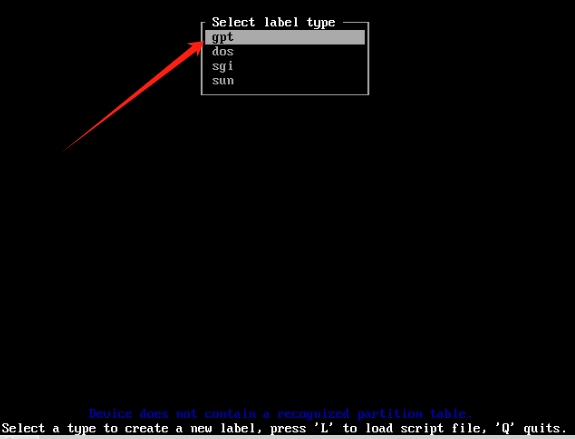 Select label type
gpt
dos
sgi
sun
Device does not contain a recognized partition table.
Select a type to create a new label, press 'L' to load script file, 'Q' quits.